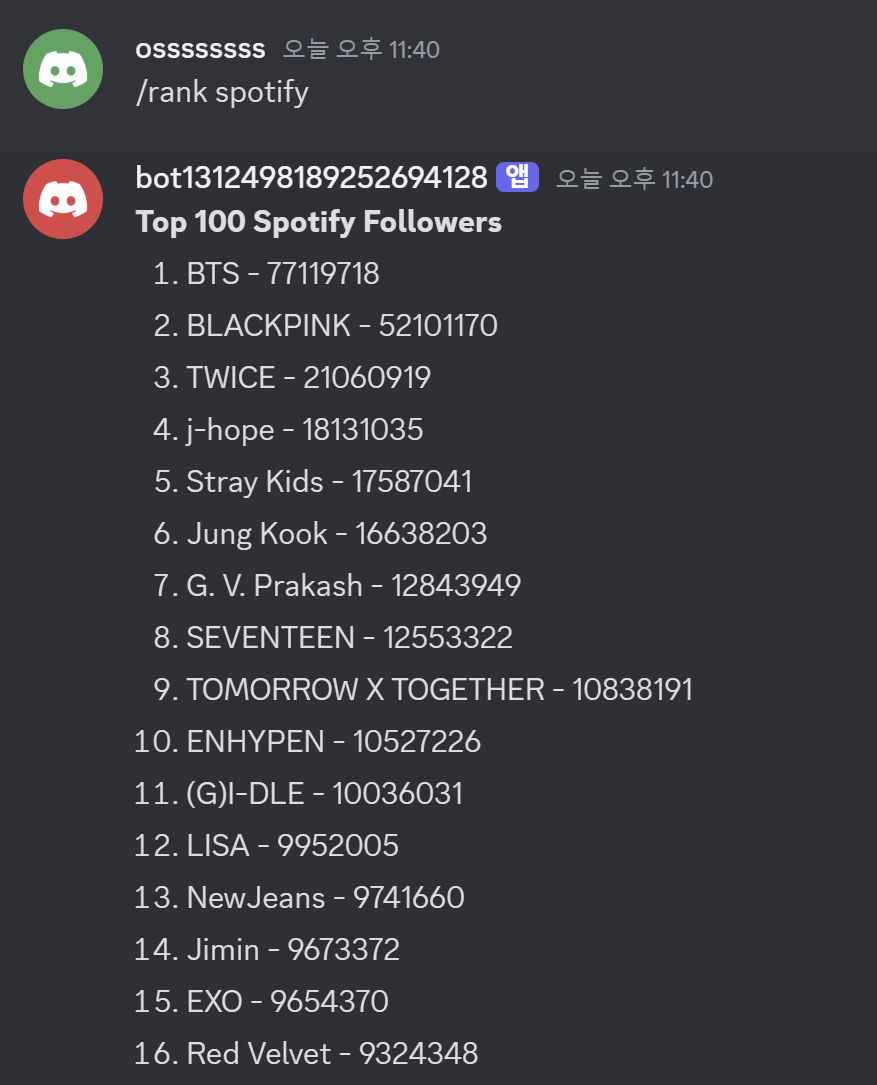 ossssssss 오늘 오후 11:40
/rank spotify
bot1312498189252694128 앱 오늘 오후 11:40
Top 100 Spotify Followers
1. BTS - 77119718
2. BLACKPINK - 52101170
3. TWICE - 21060919
4. j-hope - 18131035
5. Stray Kids - 17587041
6. Jung Kook - 16638203
7. G. V. Prakash - 12843949
8. SEVENTEEN - 12553322
9. TOMORROW X TOGETHER - 10838191
10. ENHYPEN - 10527226
11. (G)I-DLE - 10036031
12. LISA - 9952005
13. NewJeans - 9741660
14. Jimin - 9673372
15. EXO - 9654370
16. Red Velvet - 9324348